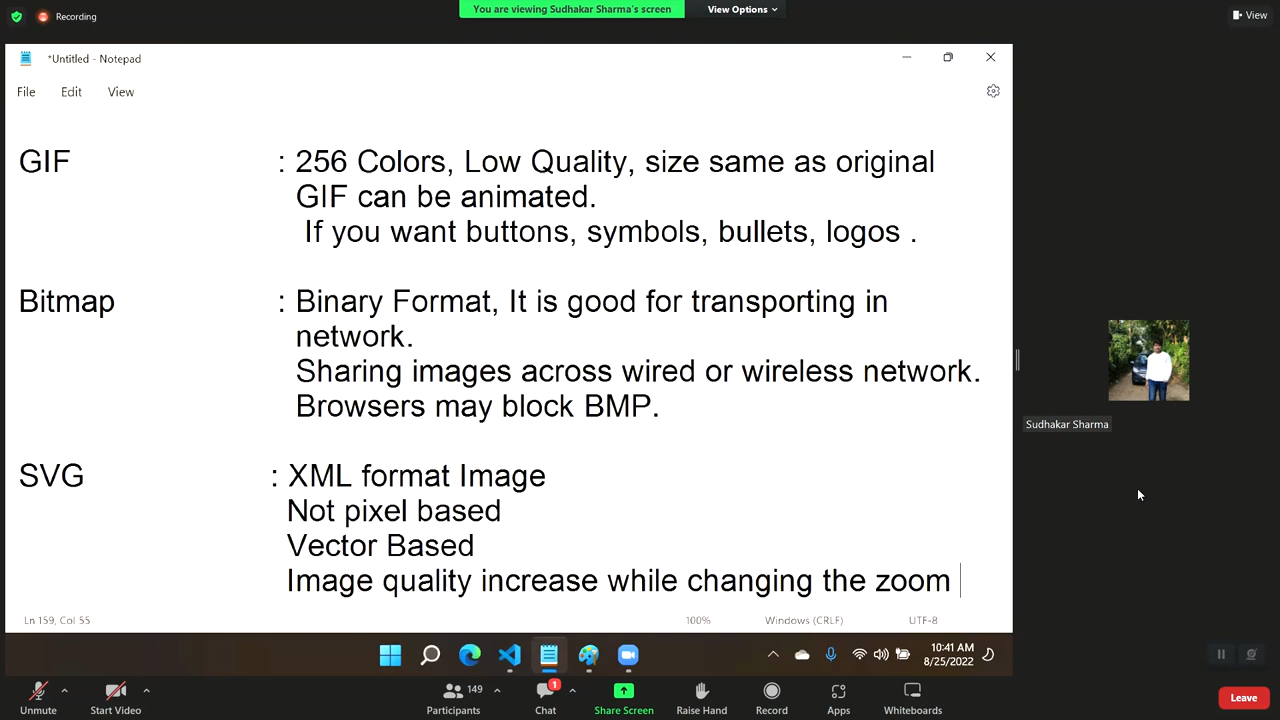 Recording
You are viewing Sudhakar Sharma's screen
View Options
View
*Untitled - Notepad
File Edit View
GIF : 256 Colors, Low Quality, size same as original
GIF can be animated.
If you want buttons, symbols, bullets, logos .
Bitmap : Binary Format, It is good for transporting in
network.
Sharing images across wired or wireless network.
Browsers may block BMP.
SVG : XML format Image
Not pixel based
Vector Based
Image quality increase while changing the zoom
Sudhakar Sharma
Ln 159, Col 55 100% Windows (CRLF) UTF-8
10:41 AM
8/25/2022
149
1
Unmute Start Video Participants Chat Share Screen Raise Hand Record Apps Whiteboards Leave